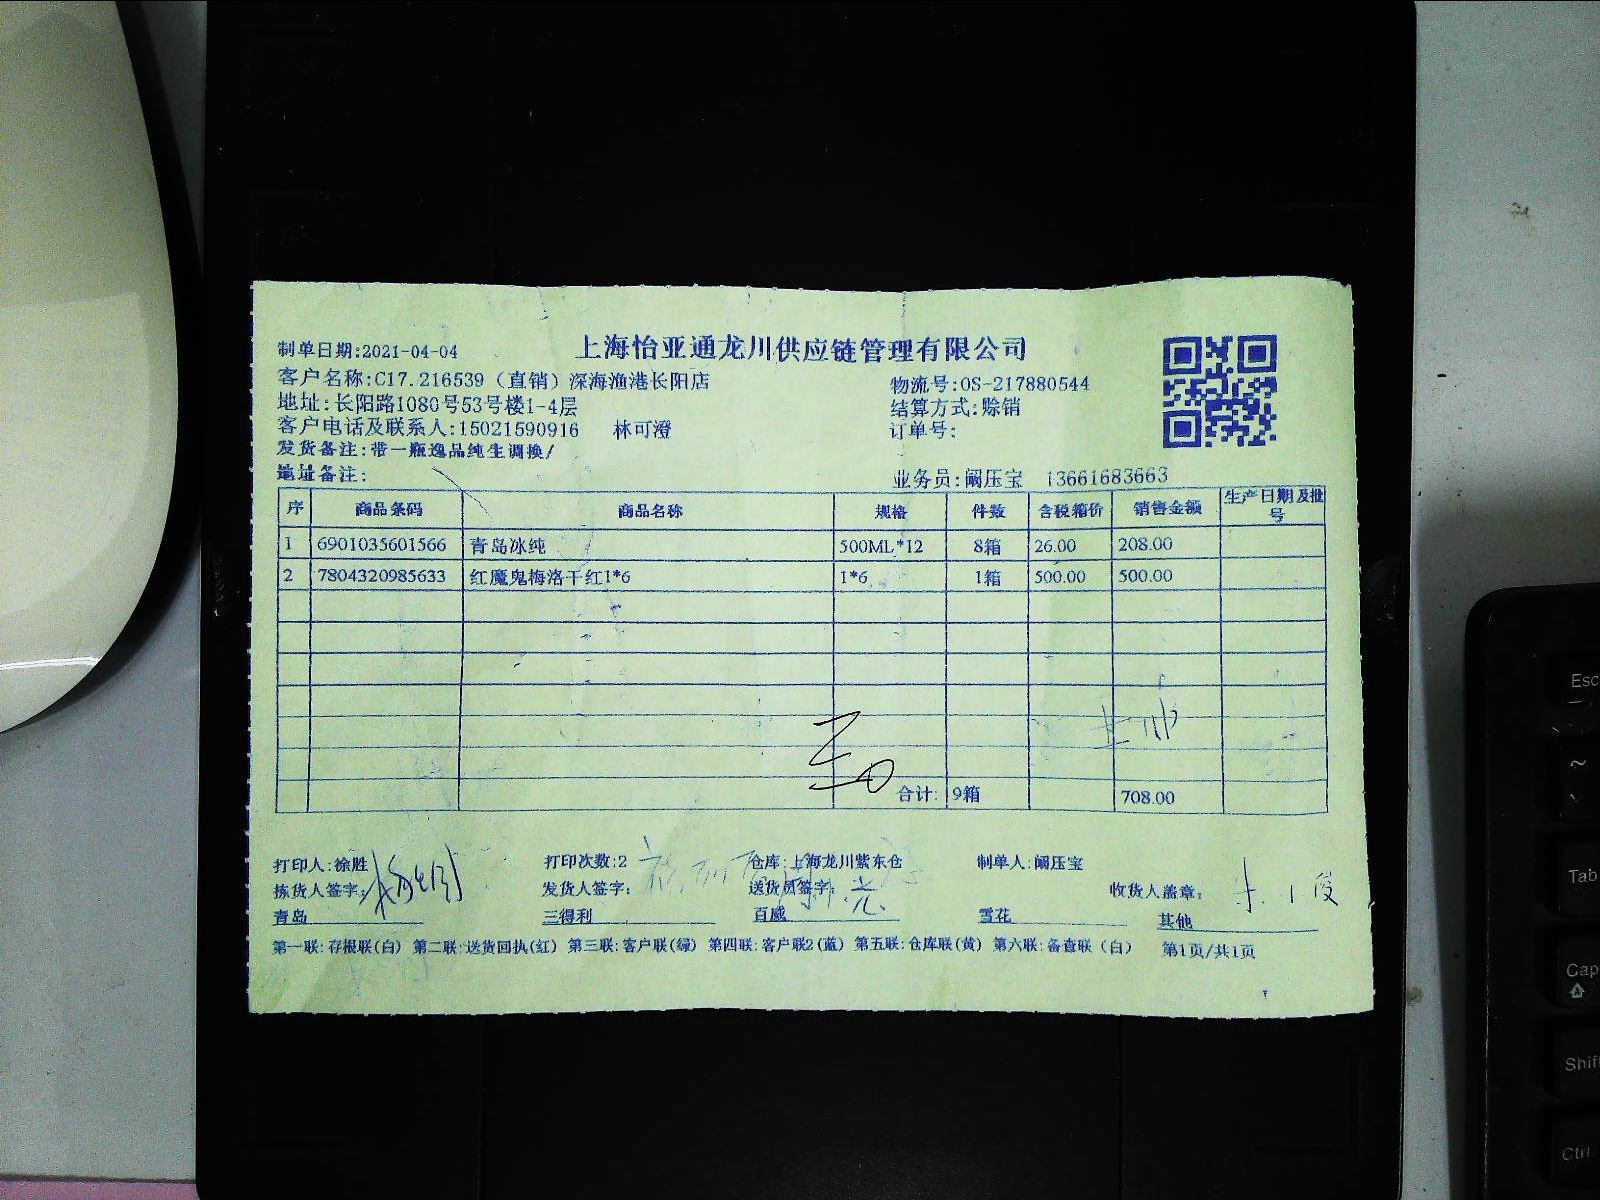 上海怡亚通龙川供应链管理有限公司
制单日期:2021-04-04
客户名称:C17.216539（直销）深海渔港长阳店 物流号:OS-217880544
地址:长阳路1080号53号楼1-4层 结算方式:赊销
客户电话及联系人:15021590916 林可澄 订单号:
发货备注:带一瓶逸品纯生调换/
地址备注: 业务员:阚压宝 13661683663
序 商品条码 商品名称 规格 件数 含税箱价 销售金额 生产日期及批号
1 6901035601566 青岛冰纯 500ML*12 8箱 26.00 208.00
2 7804320985633 红魔鬼梅洛干红1*6 1*6 1箱 500.00 500.00
合计: 9箱 708.00
打印人:徐胜 打印次数:2 仓库:上海龙川紫东仓 制单人:阚压宝
拣货人签字: 发货人签字: 送货员签字: 收货人盖章:
青岛 三得利 百威 雪花 其他
第一联:存根联(白) 第二联:送货回执(红) 第三联:客户联(绿) 第四联:客户联2(蓝) 第五联:仓库联(黄) 第六联:备查联（白） 第1页/共1页
Esc
~
Tab
Cap
Shift
Ctrl